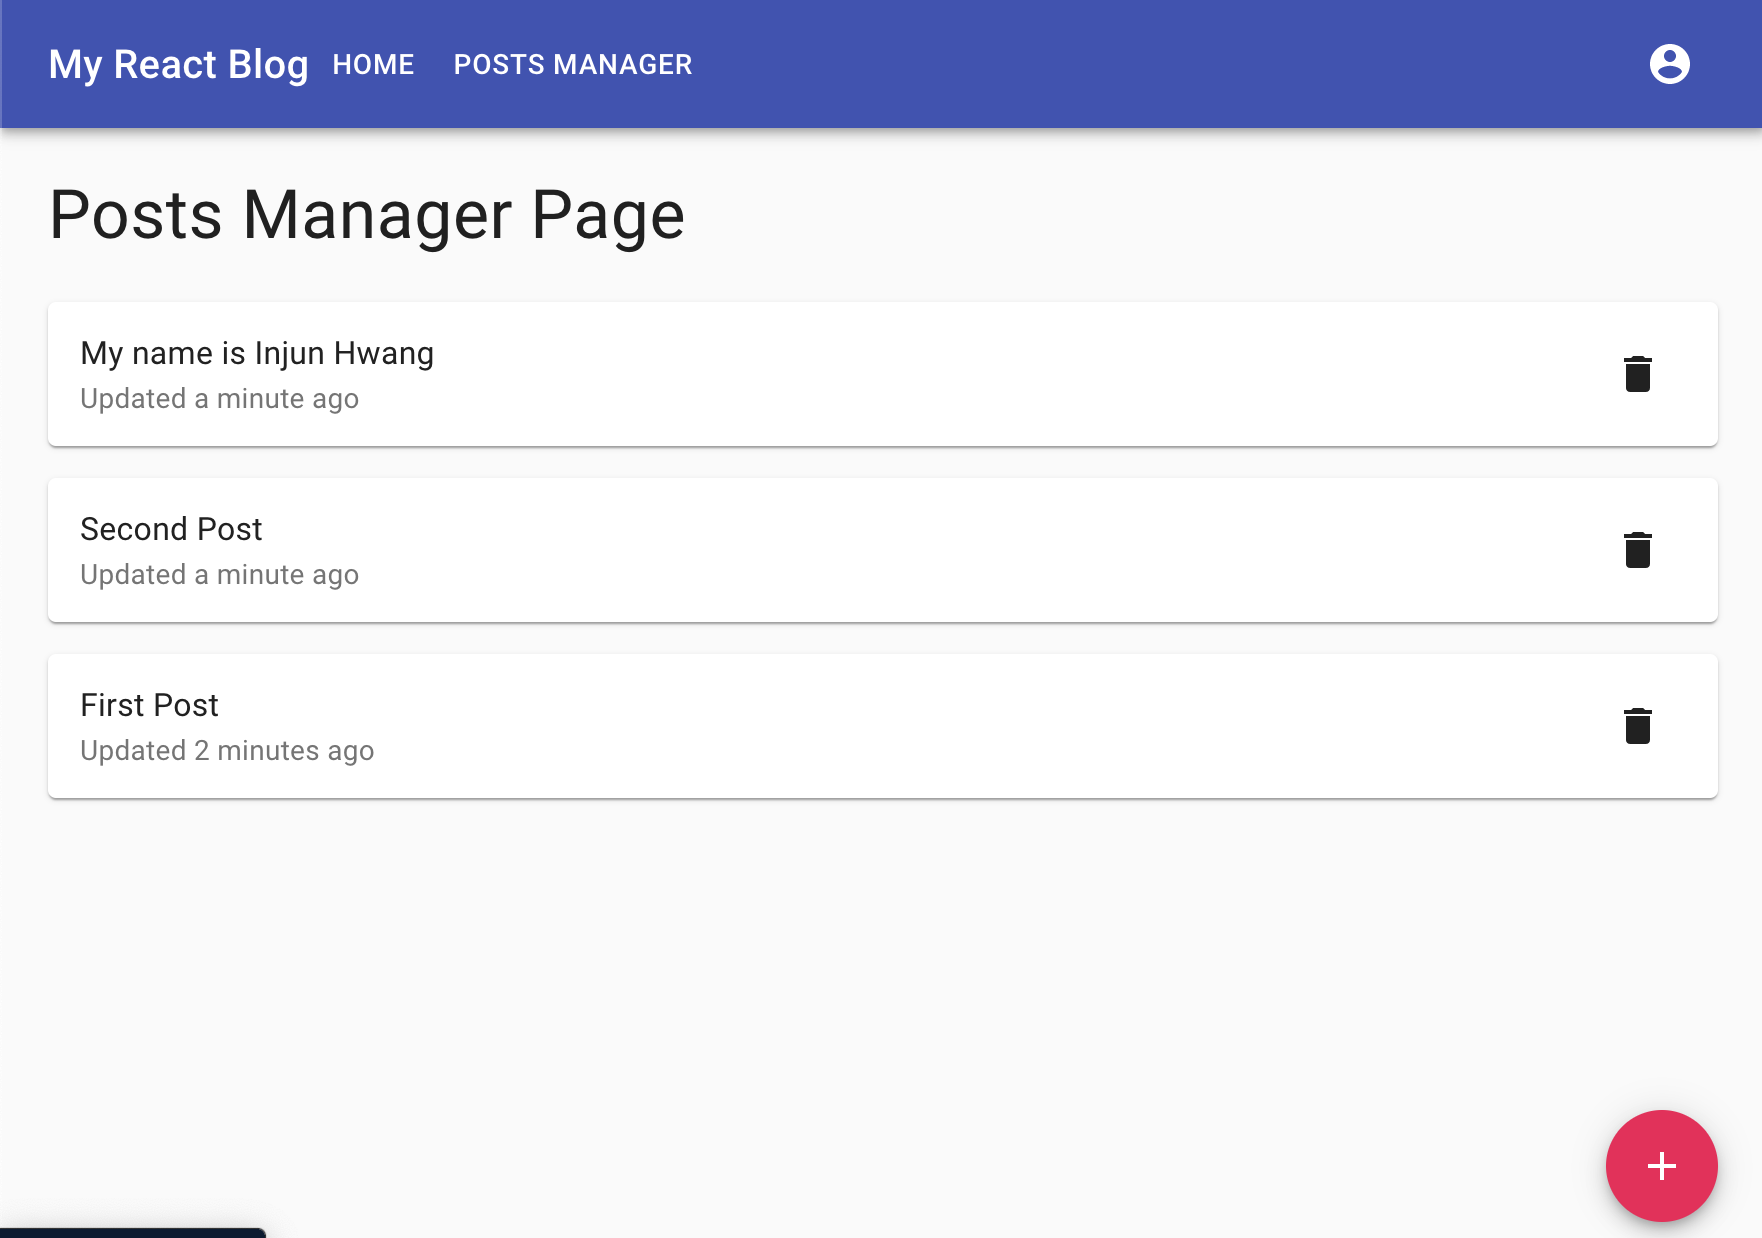 My React Blog HOME POSTS MANAGER
Posts Manager Page
My name is Injun Hwang
Updated a minute ago
Second Post
Updated a minute ago
First Post
Updated 2 minutes ago